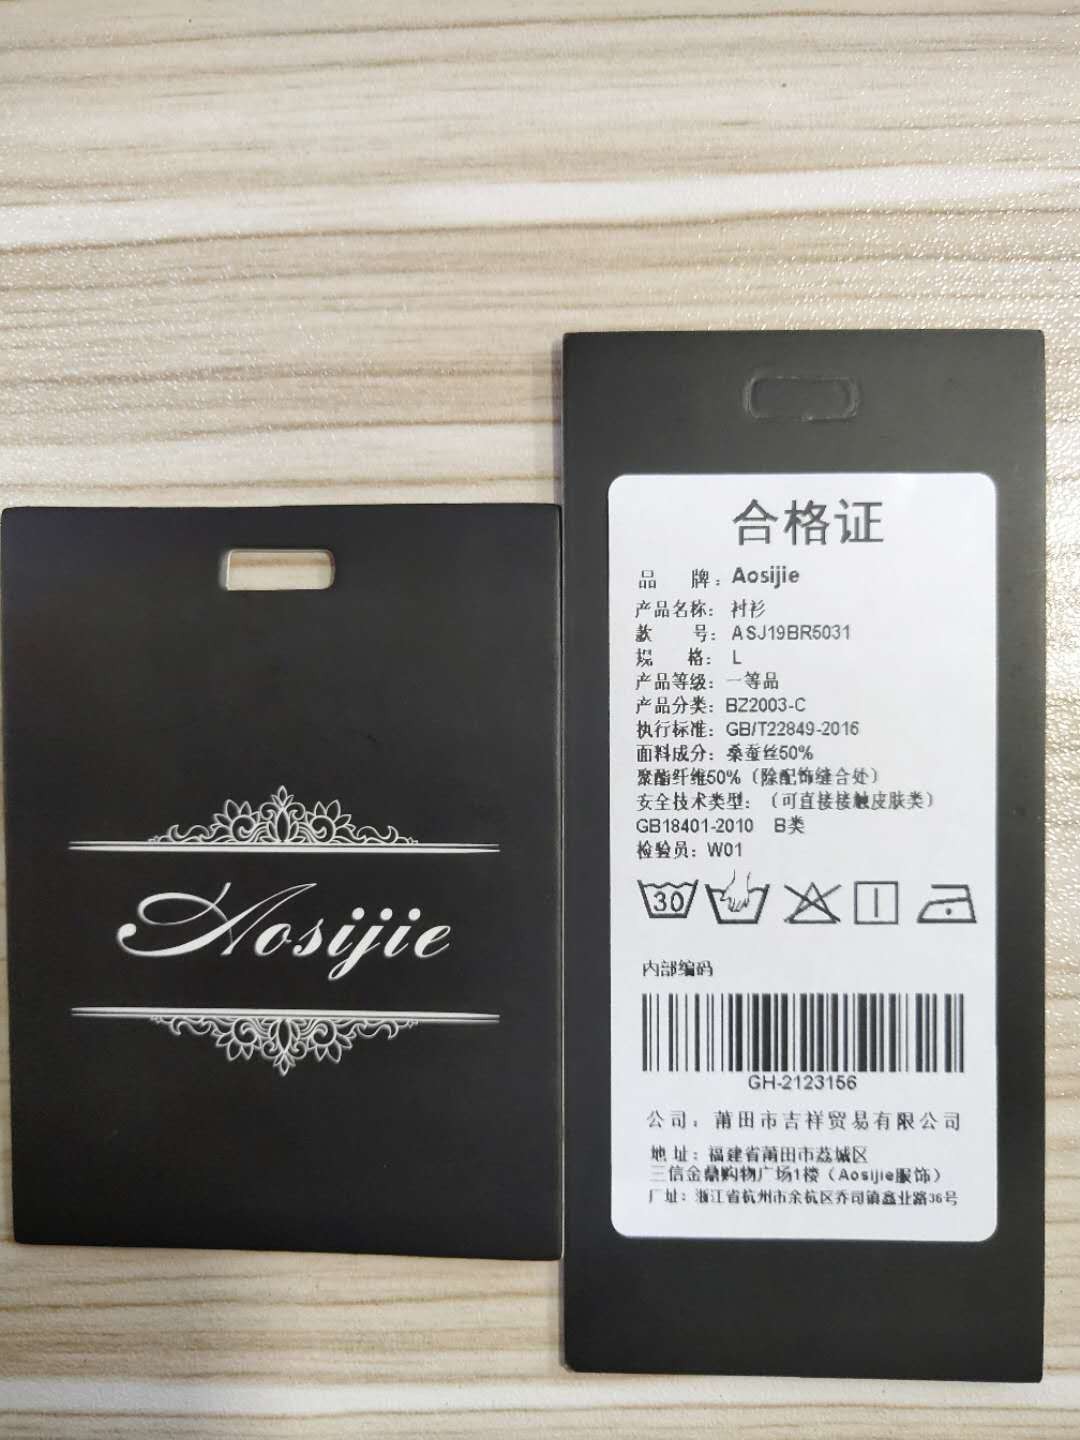 Aosijie
合格证
品 牌：Aosijie
产品名称： 衬衫
款 号： ASJ19BR5031
规 格： L
产品等级： 一等品
产品分类： BZ2003-C
执行标准： GB/T22849-2016
面料成分： 桑蚕丝50%
聚酯纤维50%（除配饰缝合处）
安全技术类型：（可直接接触皮肤类）
GB18401-2010 B类
检验员：W01
30
内部编码
GH-2123156
公司：莆田市吉祥贸易有限公司
地址：福建省莆田市荔城区
三信金鼎购物广场1楼（Aosijie服饰）
厂址：浙江省杭州市余杭区乔司镇鑫业路36号